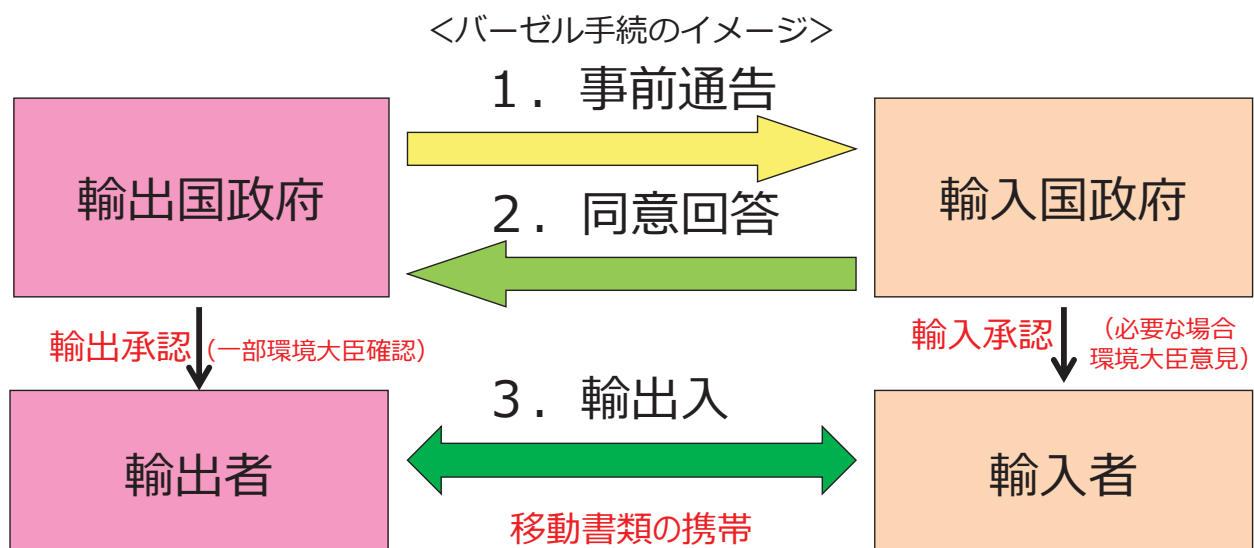 ＜バーゼル手続のイメージ＞
１．事前通告
輸出国政府
輸入国政府
２．同意回答
輸出承認（一部環境大臣確認）
輸入承認
（必要な場合
環境大臣意見）
３．輸出入
輸出者
輸入者
移動書類の携帯